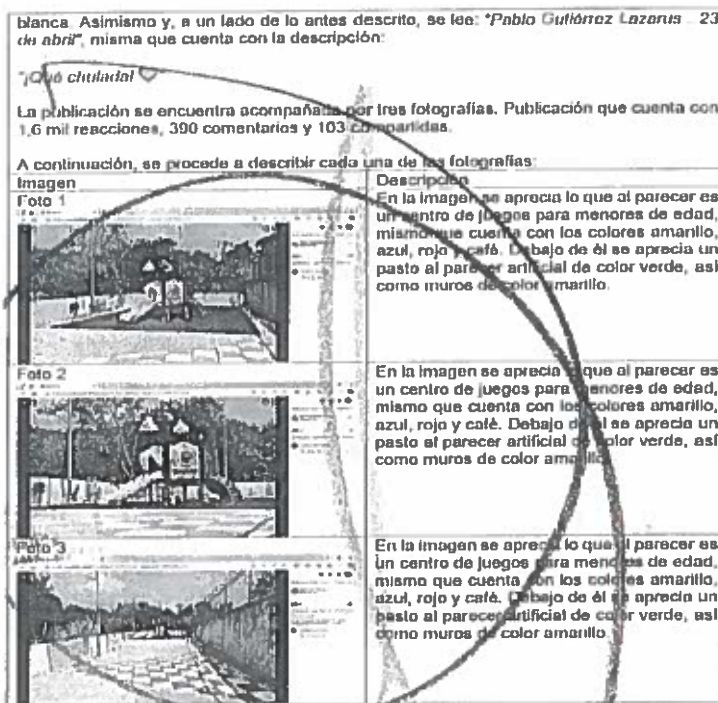 blanca. Asimismo y, a un lado de lo antes descrito, se lee: "Pablo Gutiérrez Lazarus . 23
de abril", misma que cuenta con la descripción:
"¡Qué chulada! ♡
La publicación se encuentra acompañada por tres fotografías. Publicación que cuenta con
1,6 mil reacciones, 390 comentarios y 103 compartidas.
A continuación, se procede a describir cada una de las fotografías:
Imagen
Descripción
Foto 1
En la imagen se aprecia lo que al parecer es
un centro de juegos para menores de edad,
mismo que cuenta con los colores amarillo,
azul, rojo y café. Debajo de él se aprecia un
pasto al parecer artificial de color verde, así
como muros de color amarillo.
Foto 2
En la imagen se aprecia lo que al parecer es
un centro de juegos para menores de edad,
mismo que cuenta con los colores amarillo,
azul, rojo y café. Debajo de él se aprecia un
pasto al parecer artificial de color verde, así
como muros de color amarillo.
Foto 3
En la imagen se aprecia lo que al parecer es
un centro de juegos para menores de edad,
mismo que cuenta con los colores amarillo,
azul, rojo y café. Debajo de él se aprecia un
pasto al parecer artificial de color verde, así
como muros de color amarillo.